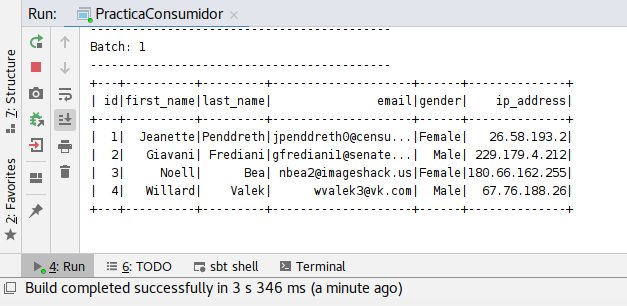 Run: PracticaConsumidor ×
7: Structure
2: Favorites
-------------------------------------------
Batch: 1
-------------------------------------------
+---+----------+---------+--------------------+------+--------------+
| id|first_name|last_name|               email|gender|    ip_address|
+---+----------+---------+--------------------+------+--------------+
|  1|  Jeanette|Penddreth|jpenddreth0@censu...|Female|   26.58.193.2|
|  2|   Giavani| Frediani|gfrediani1@senate...|  Male| 229.179.4.212|
|  3|     Noell|      Bea| nbea2@imageshack.us|Female|180.66.162.255|
|  4|   Willard|    Valek|      wvalek3@vk.com|  Male|  67.76.188.26|
+---+----------+---------+--------------------+------+--------------+
4: Run 6: TODO sbt shell Terminal
Build completed successfully in 3 s 346 ms (a minute ago)